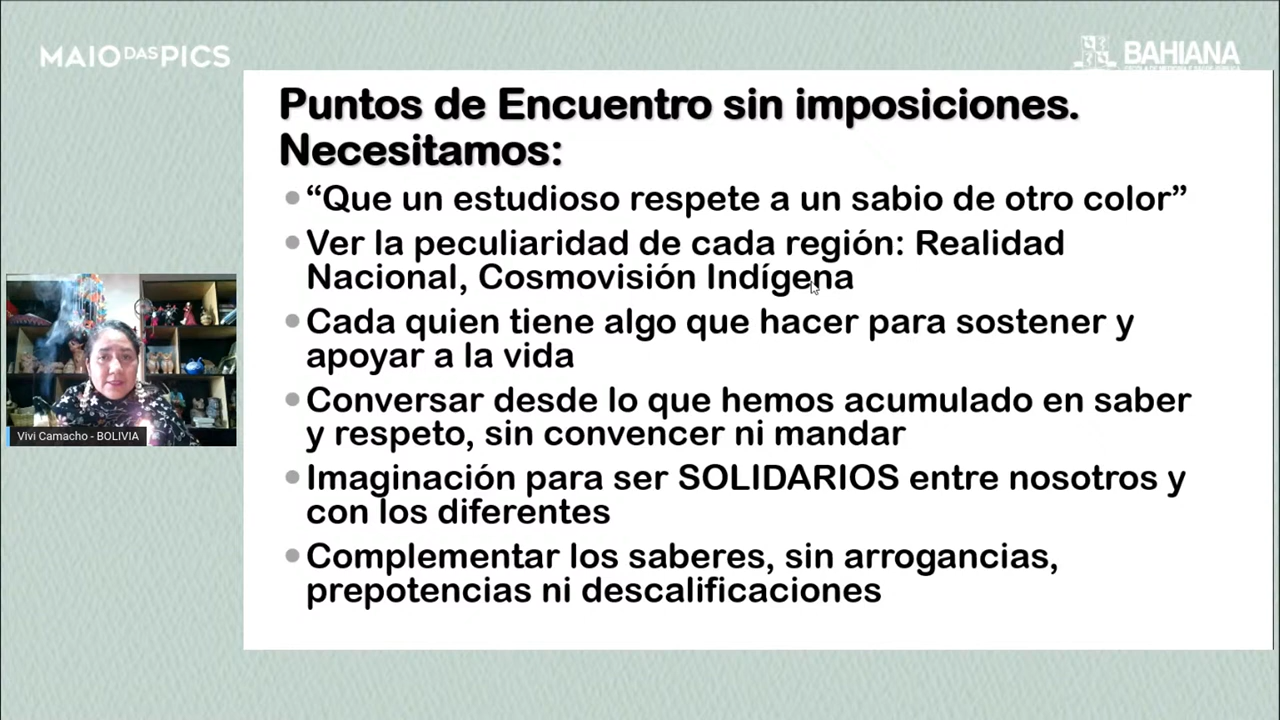 MAIO DAS PICS
BAHIANA
Puntos de Encuentro sin imposiciones.
Necesitamos:
“Que un estudioso respete a un sabio de otro color”
Ver la peculiaridad de cada región: Realidad
Nacional, Cosmovisión Indígena
Cada quien tiene algo que hacer para sostener y
apoyar a la vida
Conversar desde lo que hemos acumulado en saber
y respeto, sin convencer ni mandar
Imaginación para ser SOLIDARIOS entre nosotros y
con los diferentes
Complementar los saberes, sin arrogancias,
prepotencias ni descalificaciones
Vivi Camacho - BOLIVIA